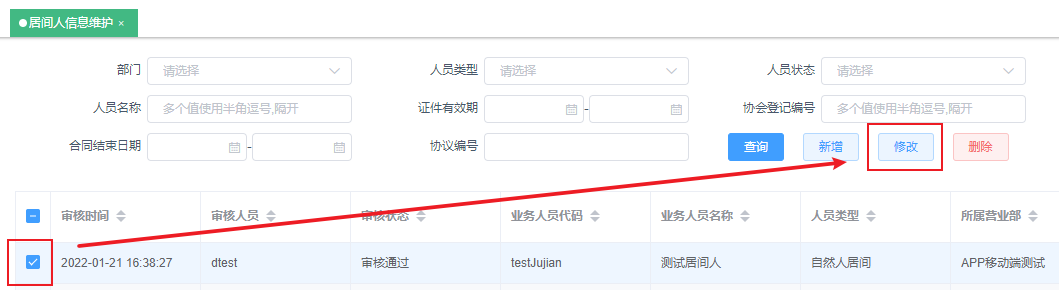 居间人信息维护 ×
部门 请选择 人员类型 请选择 人员状态 请选择
人员名称 多个值使用半角逗号,隔开 证件有效期 - 协会登记编号 多个值使用半角逗号,隔开
合同结束日期 - 协议编号 查询 新增 修改 删除
审核时间 审核人员 审核状态 业务人员代码 业务人员名称 人员类型 所属营业部
2022-01-21 16:38:27 dtest 审核通过 testJujian 测试居间人 自然人居间 APP移动端测试